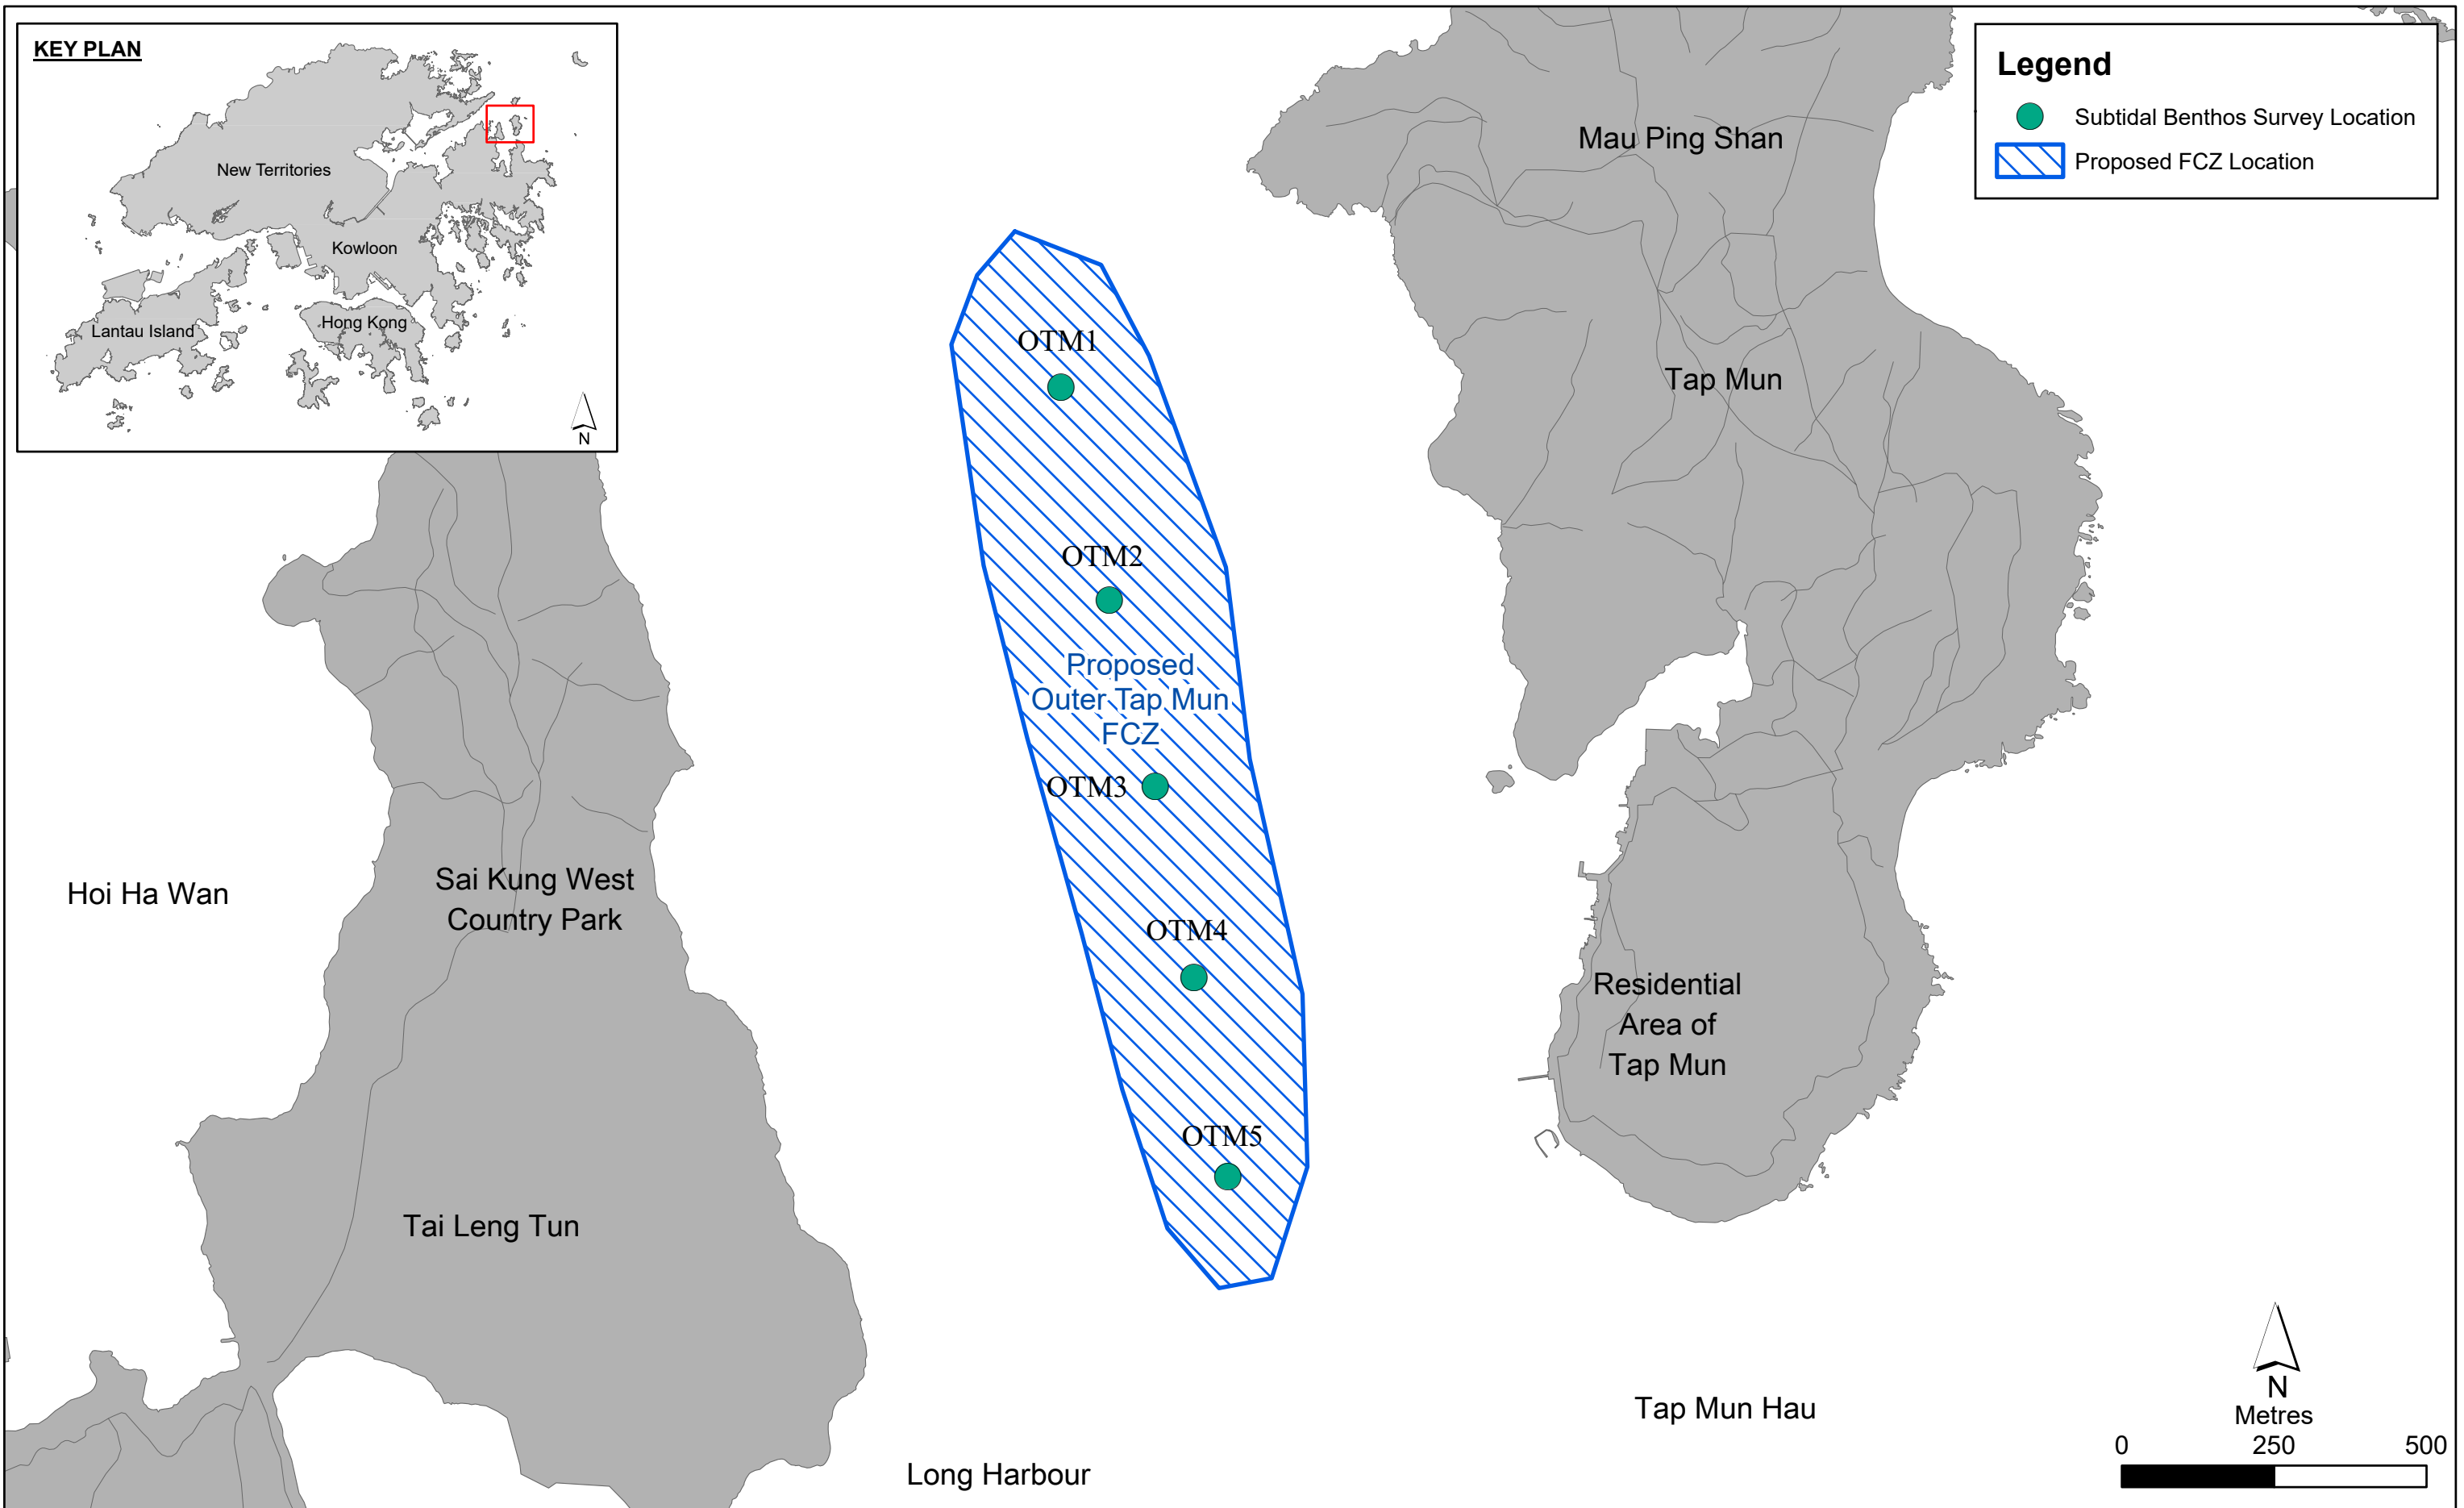 KEY PLAN
New Territories
Kowloon
Lantau Island
Hong Kong
N
Legend
Subtidal Benthos Survey Location
Proposed FCZ Location
Mau Ping Shan
Tap Mun
OTM1
OTM2
Proposed
Outer Tap Mun
FCZ
OTM3
OTM4
OTM5
Hoi Ha Wan
Sai Kung West
Country Park
Residential
Area of
Tap Mun
Tai Leng Tun
Tap Mun Hau
Long Harbour
N
Metres
0 250 500